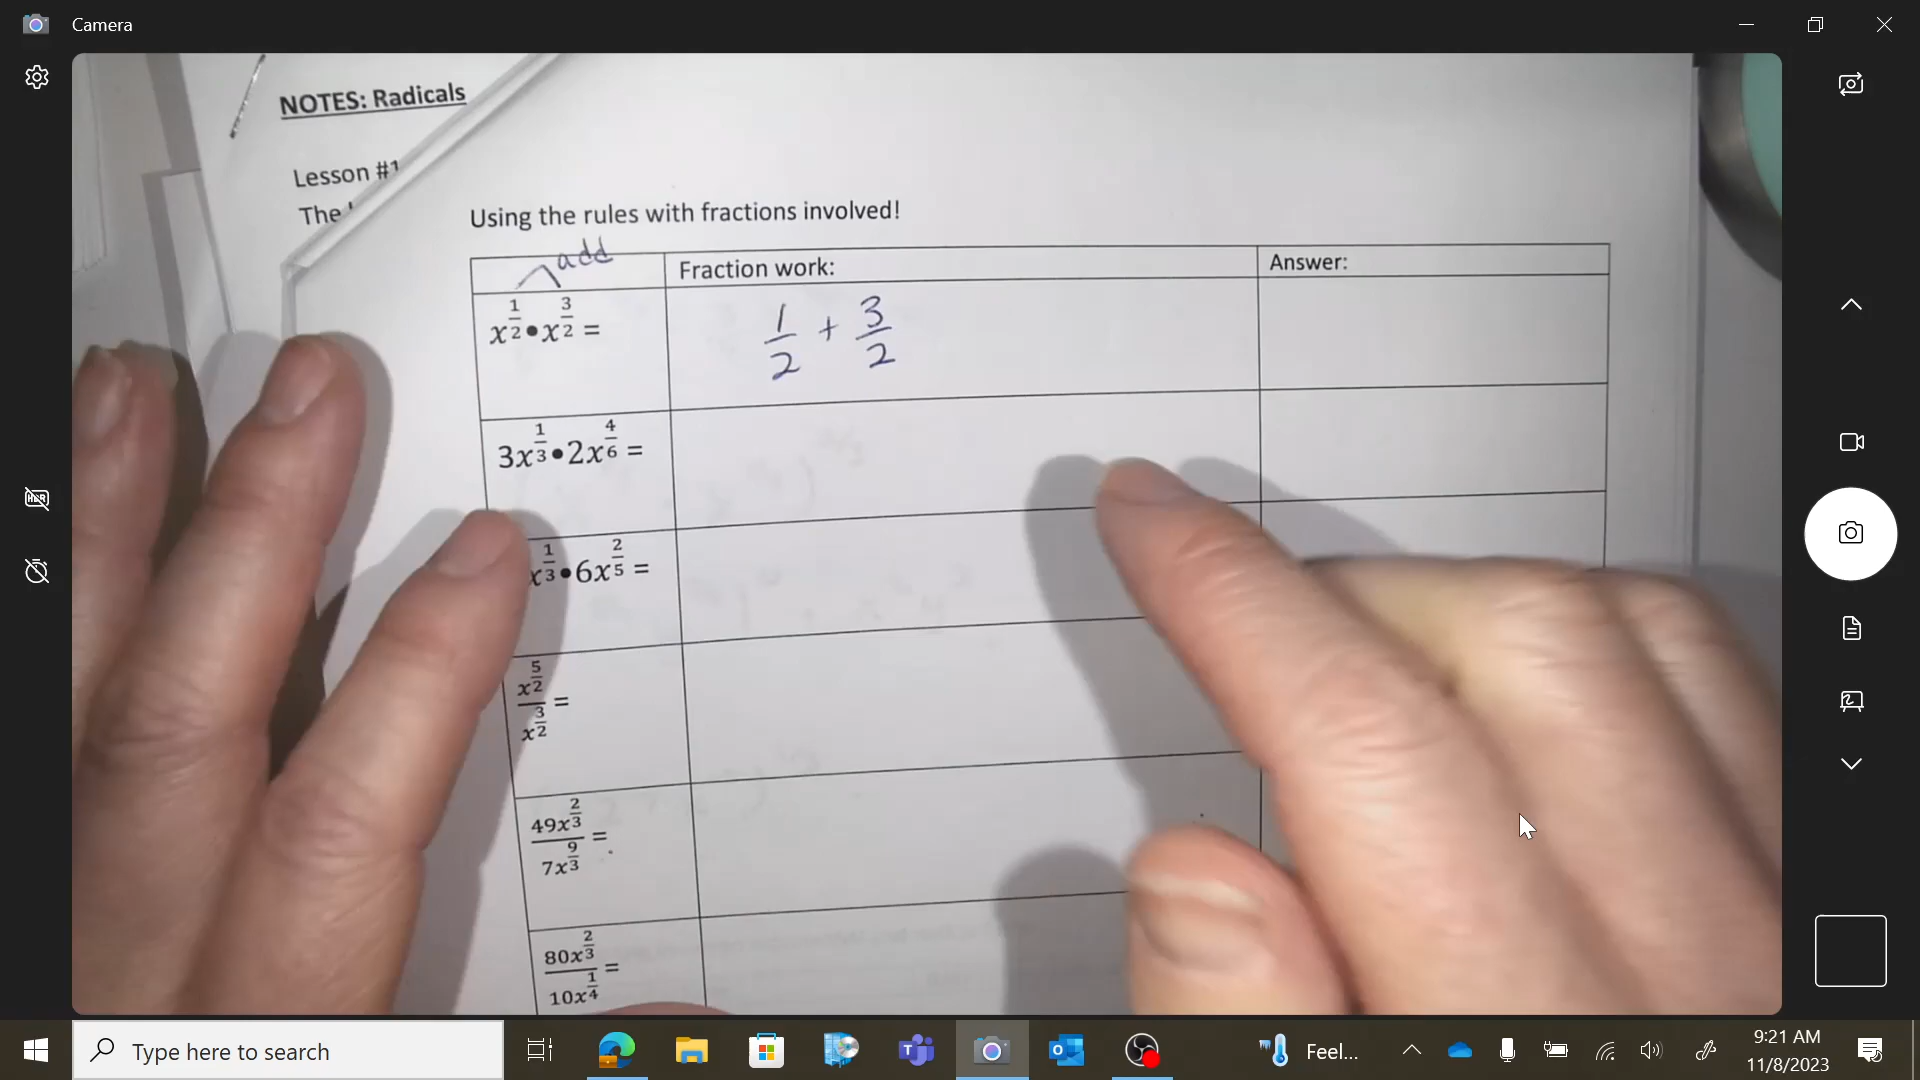 Camera
NOTES: Radicals
Lesson #1
The
Using the rules with fractions involved!
add
Fraction work:
Answer:
x^{1/2}•x^{3/2} =
1/2 + 3/2
3x^{1/3}•2x^{4/6} =
x^{1/3}•6x^{2/5} =
x^{5/2}/x^{3/2} =
49x^{2/3}/7x^{9/3} =
80x^{2/3}/10x^{1/4} =
Type here to search
Feel...
9:21 AM
11/8/2023